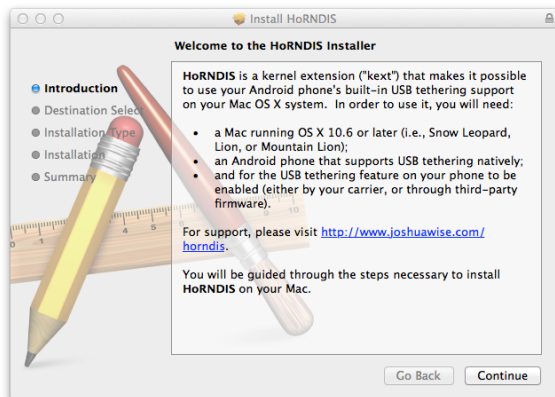 Install HoRNDIS
Welcome to the HoRNDIS Installer
Introduction
Destination Select
Installation Type
Installation
Summary
HoRNDIS is a kernel extension ("kext") that makes it possible
to use your Android phone's built-in USB tethering support
on your Mac OS X system.  In order to use it, you will need:
• a Mac running OS X 10.6 or later (i.e., Snow Leopard,
Lion, or Mountain Lion);
• an Android phone that supports USB tethering natively;
• and for the USB tethering feature on your phone to be
enabled (either by your carrier, or through third-party
firmware).
For support, please visit http://www.joshuawise.com/
horndis.
You will be guided through the steps necessary to install
HoRNDIS on your Mac.
4 5 9 10
Go Back Continue